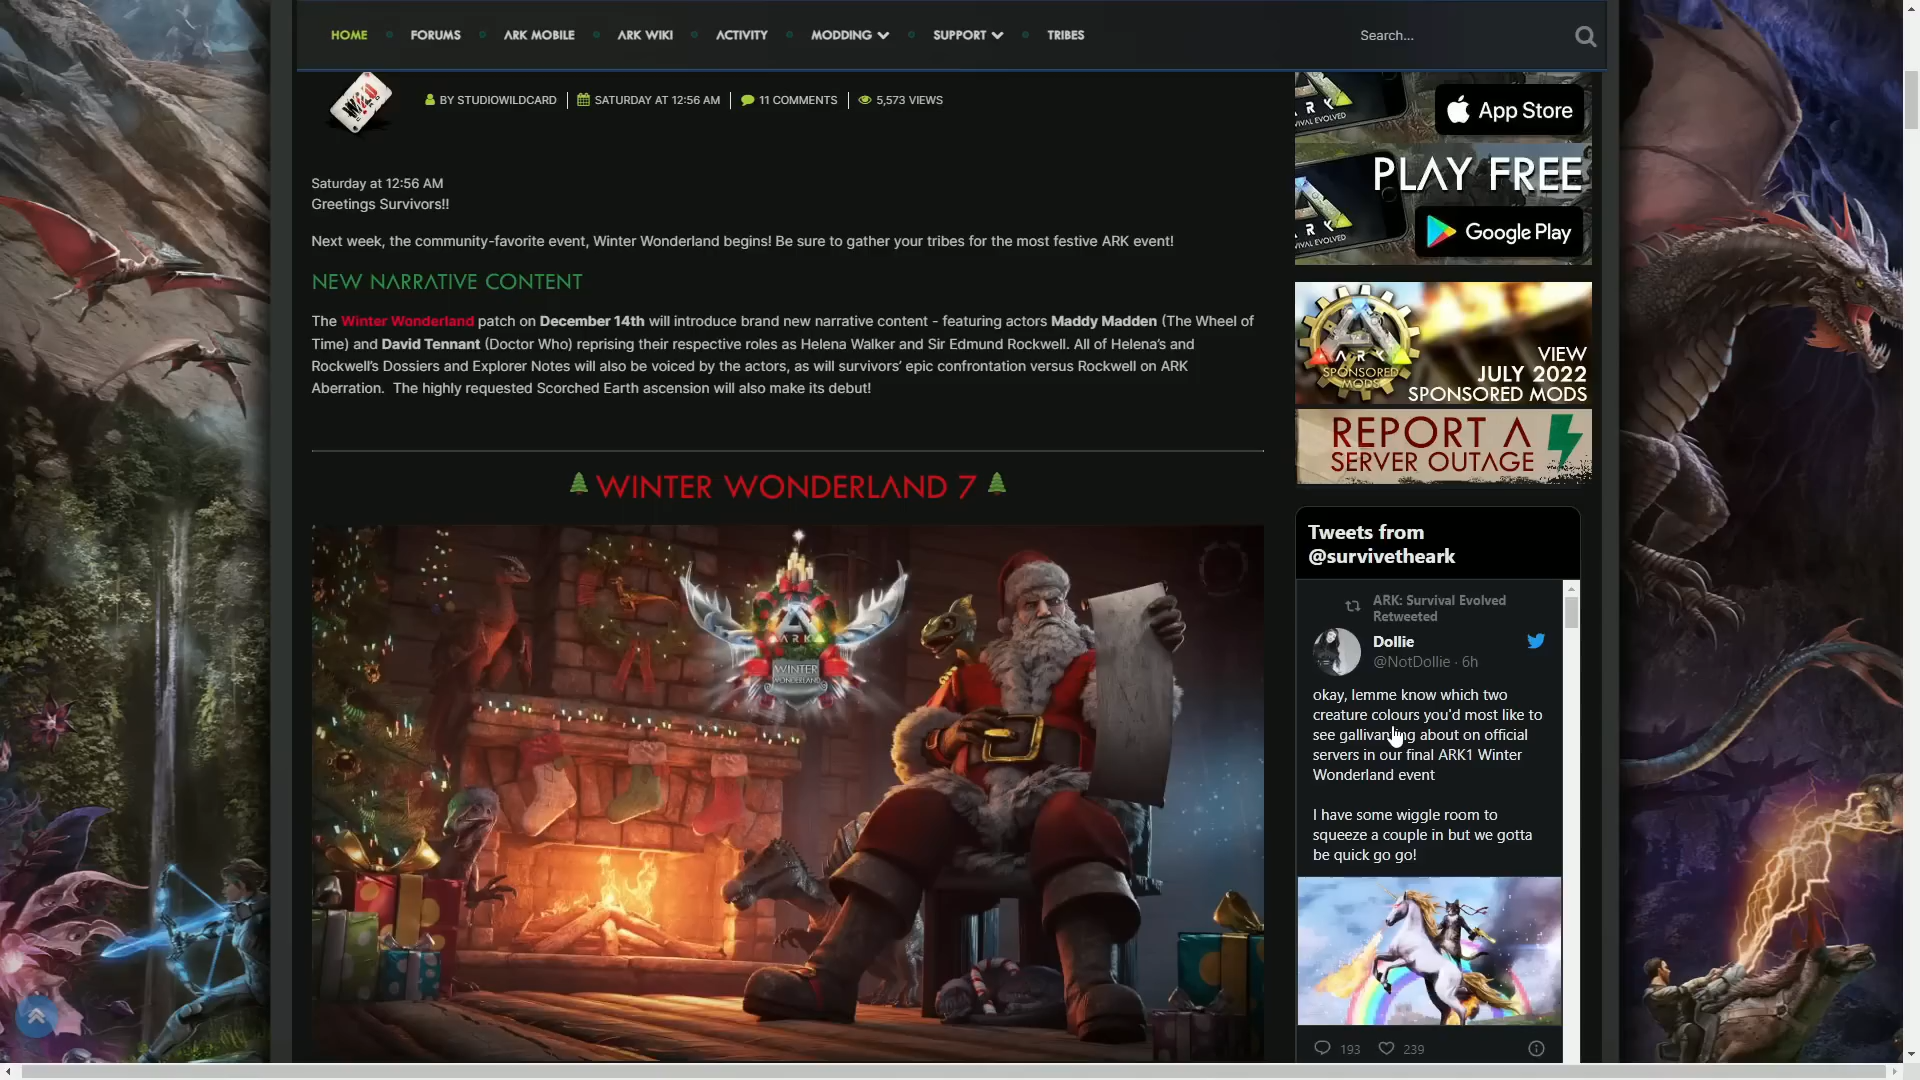 HOME
FORUMS
ARK MOBILE
ARK WIKI
ACTIVITY
MODDING
SUPPORT
TRIBES
Search...
BY STUDIOWILDCARD
SATURDAY AT 12:56 AM
11 COMMENTS
5,573 VIEWS
Saturday at 12:56 AM
Greetings Survivors!!
Next week, the community-favorite event, Winter Wonderland begins! Be sure to gather your tribes for the most festive ARK event!
NEW NARRATIVE CONTENT
The Winter Wonderland patch on December 14th will introduce brand new narrative content - featuring actors Maddy Madden (The Wheel of
Time) and David Tennant (Doctor Who) reprising their respective roles as Helena Walker and Sir Edmund Rockwell. All of Helena's and
Rockwell's Dossiers and Explorer Notes will also be voiced by the actors, as will survivors' epic confrontation versus Rockwell on ARK
Aberration.  The highly requested Scorched Earth ascension will also make its debut!
WINTER WONDERLAND 7
ARK
WINTER
WONDERLAND
App Store
PLAY FREE
Google Play
SPONSORED
MODS
VIEW
JULY 2022
SPONSORED MODS
REPORT A
SERVER OUTAGE
Tweets from
@survivetheark
ARK: Survival Evolved
Retweeted
Dollie
@NotDollie · 6h
okay, lemme know which two
creature colours you'd most like to
see gallivanting about on official
servers in our final ARK1 Winter
Wonderland event
I have some wiggle room to
squeeze a couple in but we gotta
be quick go go!
193
239